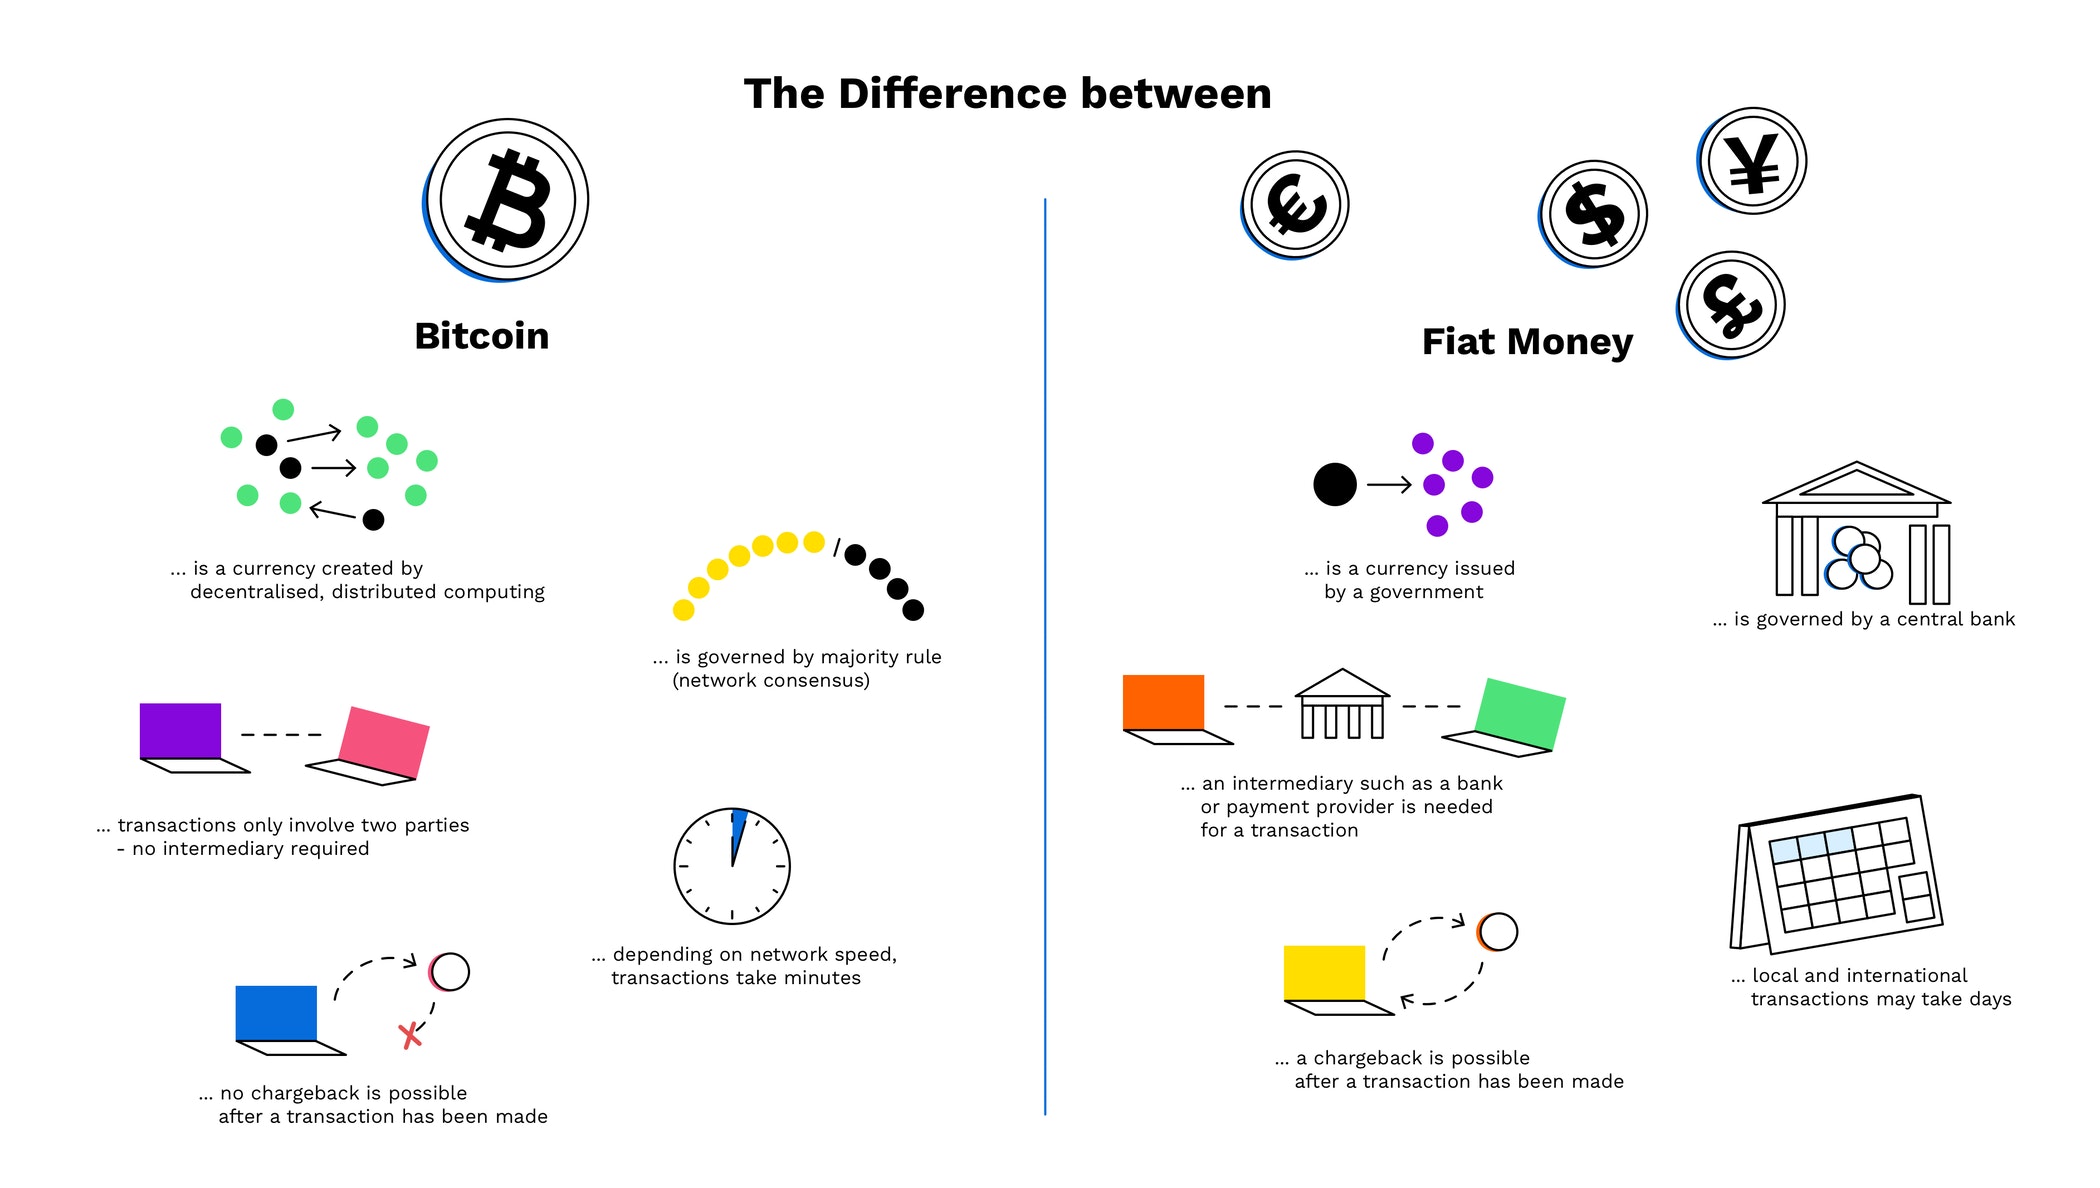 The Difference between
Bitcoin
... is a currency created by
decentralised, distributed computing
... is governed by majority rule
(network consensus)
... transactions only involve two parties
- no intermediary required
... depending on network speed,
transactions take minutes
... no chargeback is possible
after a transaction has been made
€
$
¥
£
Fiat Money
... is a currency issued
by a government
... is governed by a central bank
... an intermediary such as a bank
or payment provider is needed
for a transaction
... local and international
transactions may take days
... a chargeback is possible
after a transaction has been made